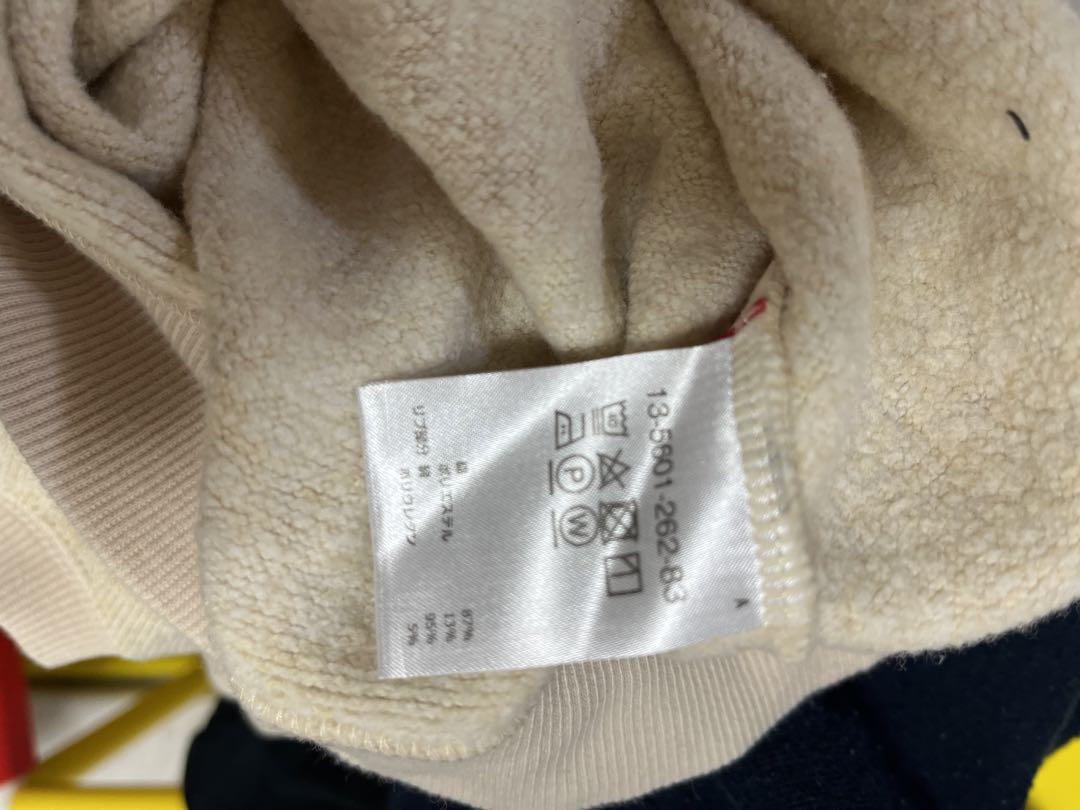 13-5601-262-83
P W
綿 87%
ポリエステル 13%
リブ部分 綿 95%
ポリウレタン 5%
A